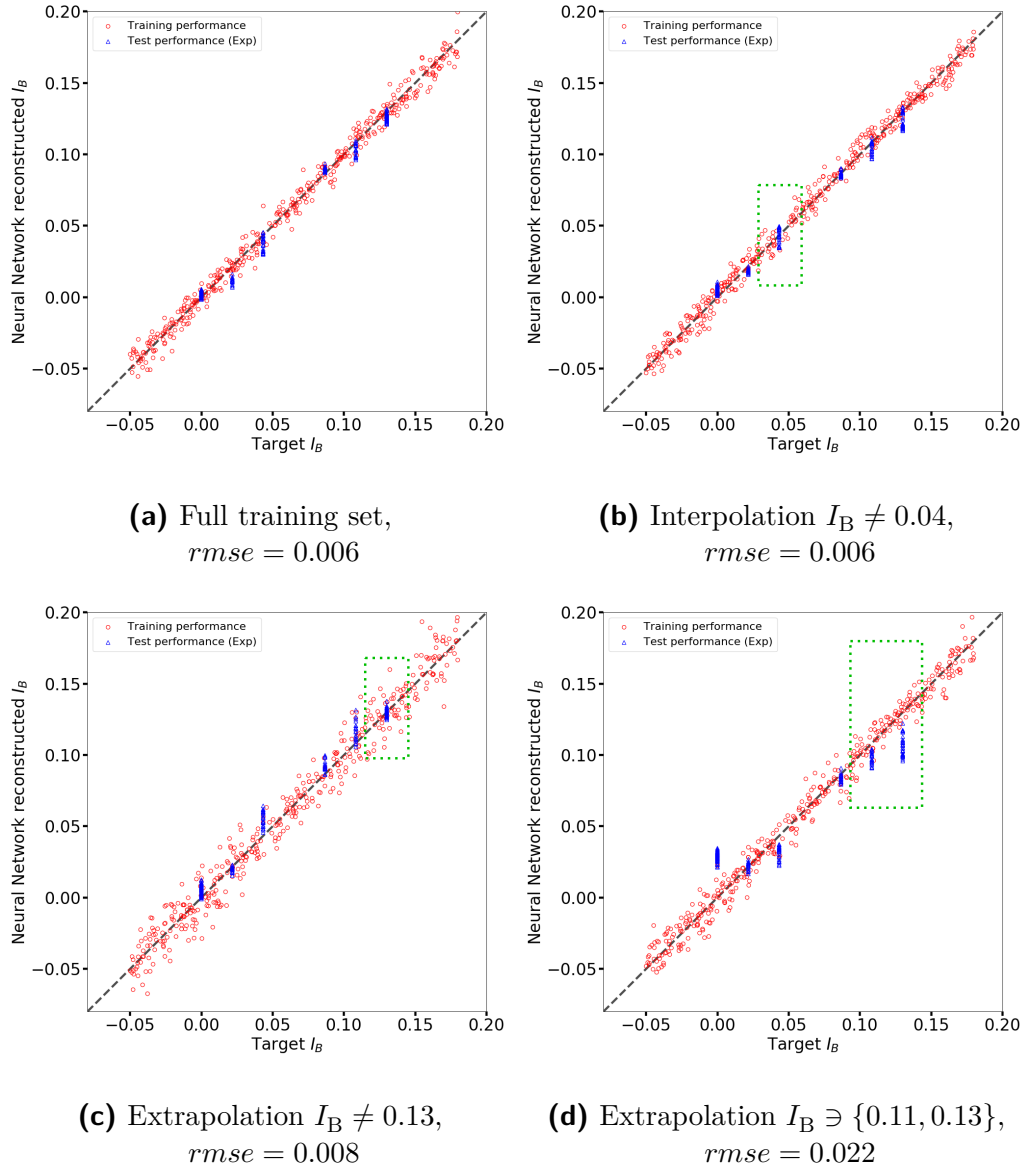 0.20
0.15
0.10
0.05
0.00
−0.05
Neural Network reconstructed I_B
Training performance
Test performance (Exp)
−0.05 0.00 0.05 0.10 0.15 0.20
Target I_B
0.20
0.15
0.10
0.05
0.00
−0.05
Neural Network reconstructed I_B
Training performance
Test performance (Exp)
−0.05 0.00 0.05 0.10 0.15 0.20
Target I_B
(a) Full training set,
rmse = 0.006
(b) Interpolation I_B ≠ 0.04,
rmse = 0.006
0.20
0.15
0.10
0.05
0.00
−0.05
Neural Network reconstructed I_B
Training performance
Test performance (Exp)
−0.05 0.00 0.05 0.10 0.15 0.20
Target I_B
0.20
0.15
0.10
0.05
0.00
−0.05
Neural Network reconstructed I_B
Training performance
Test performance (Exp)
−0.05 0.00 0.05 0.10 0.15 0.20
Target I_B
(c) Extrapolation I_B ≠ 0.13,
rmse = 0.008
(d) Extrapolation I_B ∋ {0.11, 0.13},
rmse = 0.022